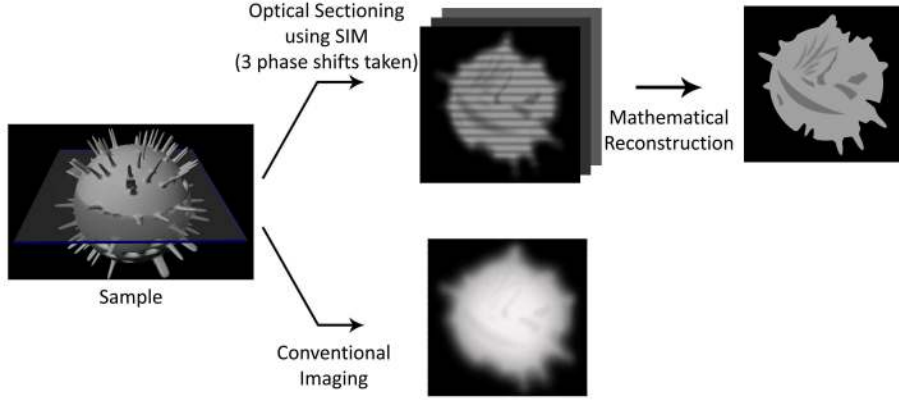 Optical Sectioning
using SIM
(3 phase shifts taken)
Mathematical
Reconstruction
Sample
Conventional
Imaging